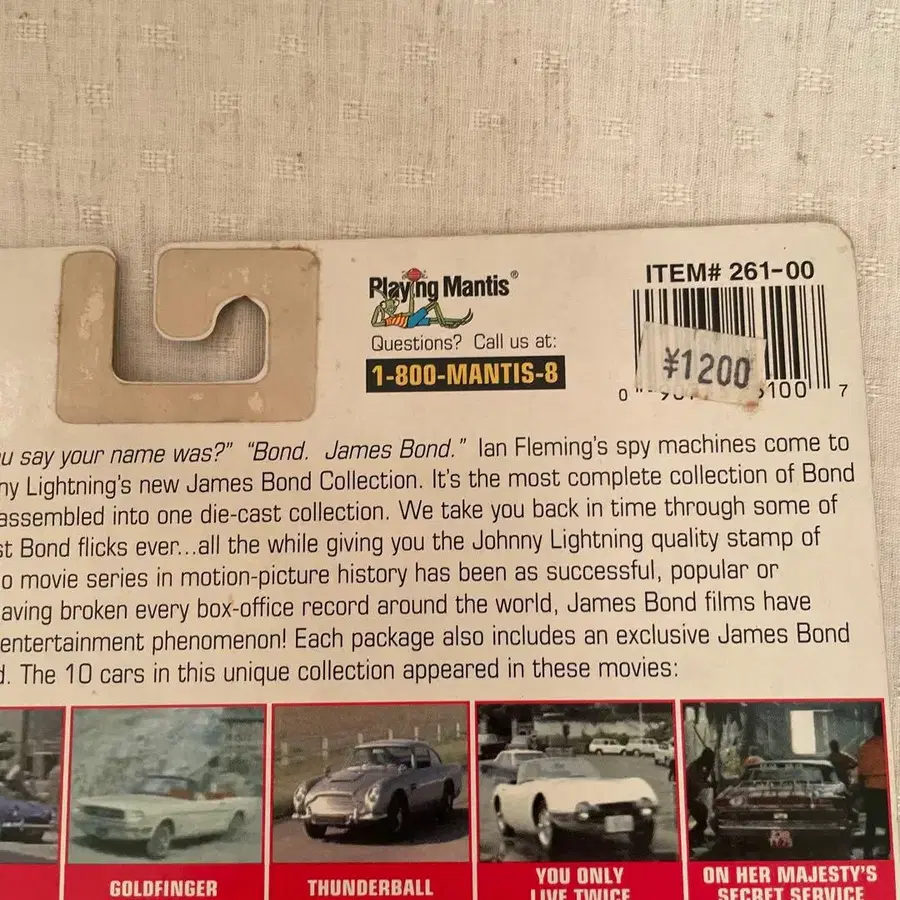 Playing Mantis®
Questions? Call us at:
1-800-MANTIS-8
ITEM# 261-00
¥1200
0
100 7
u say your name was?" "Bond. James Bond." Ian Fleming's spy machines come to
ny Lightning's new James Bond Collection. It's the most complete collection of Bond
assembled into one die-cast collection. We take you back in time through some of
st Bond flicks ever...all the while giving you the Johnny Lightning quality stamp of
o movie series in motion-picture history has been as successful, popular or
aving broken every box-office record around the world, James Bond films have
entertainment phenomenon! Each package also includes an exclusive James Bond
d. The 10 cars in this unique collection appeared in these movies:
GOLDFINGER
THUNDERBALL
YOU ONLY
LIVE TWICE
ON HER MAJESTY'S
SECRET SERVICE